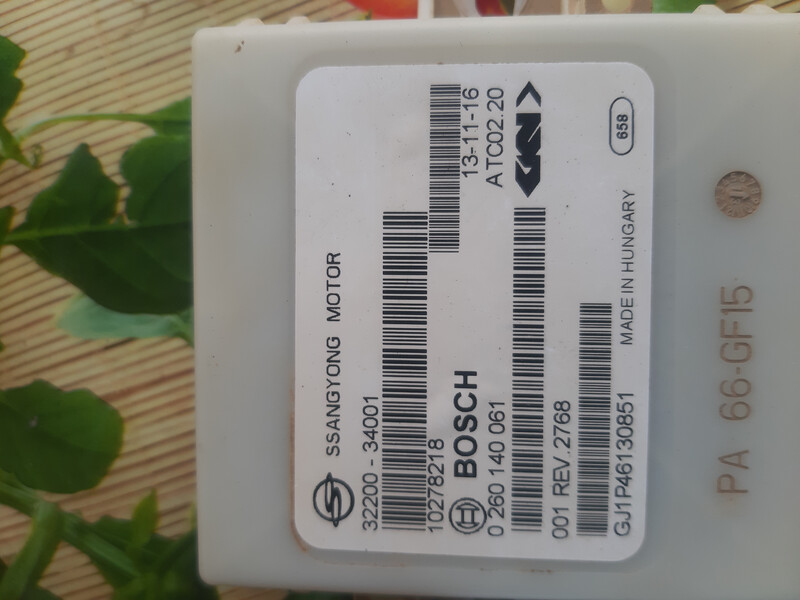 SSANGYONG MOTOR
32200 - 34001
10278218
13-11-16
BOSCH
ATC02.20
0 260 140 061
GKN
001 REV.2768
GJ1P46130851
MADE IN HUNGARY
658
PA 66-GF15